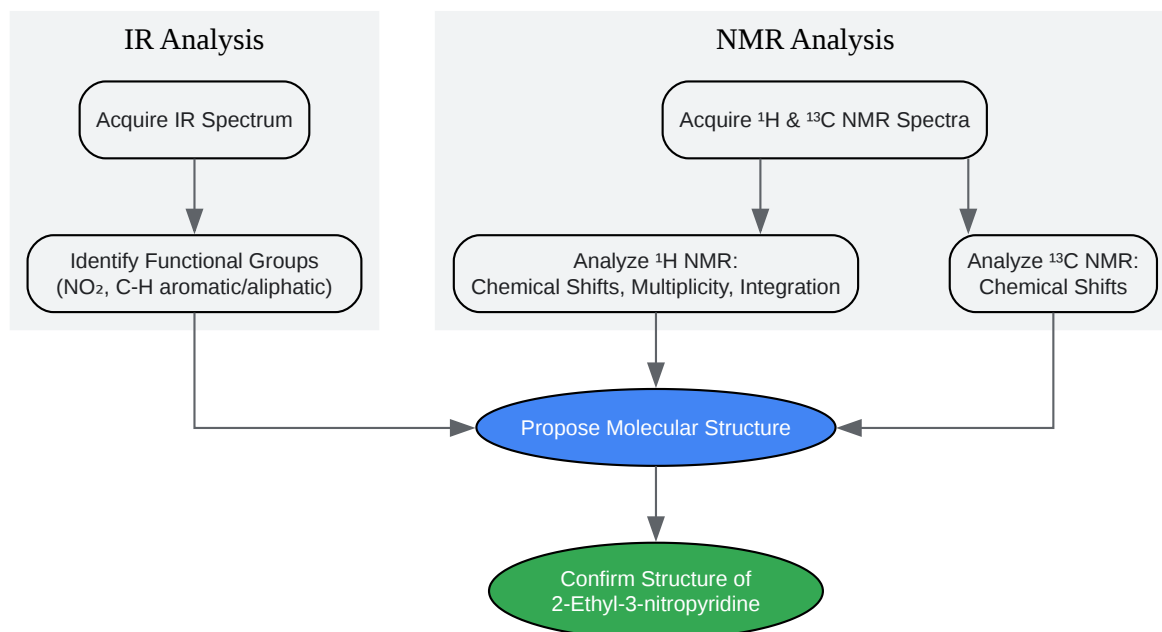 IR Analysis
NMR Analysis
Acquire IR Spectrum
Acquire ¹H & ¹³C NMR Spectra
Identify Functional Groups
(NO₂, C-H aromatic/aliphatic)
Analyze ¹H NMR:
Chemical Shifts, Multiplicity, Integration
Analyze ¹³C NMR:
Chemical Shifts
Propose Molecular Structure
Confirm Structure of
2-Ethyl-3-nitropyridine